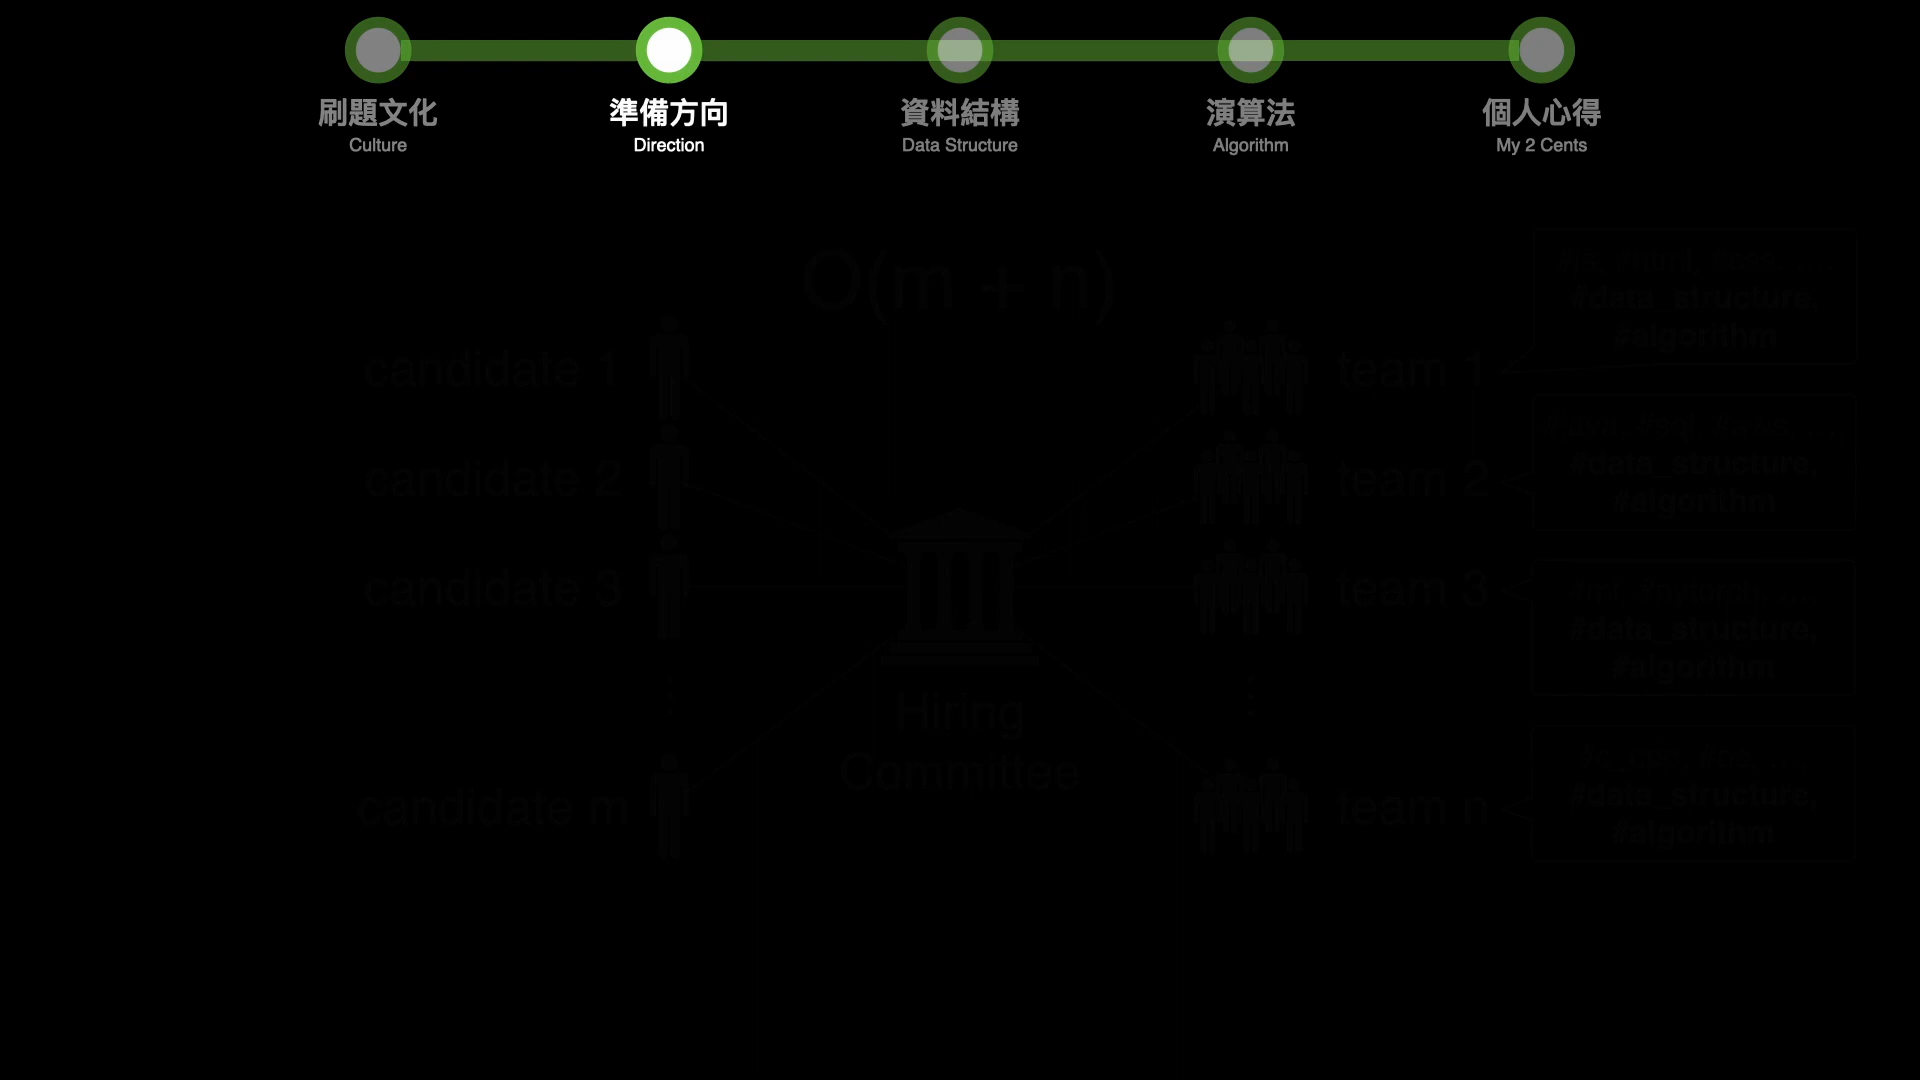 刷題文化
Culture
準備方向
Direction
資料結構
Data Structure
演算法
Algorithm
個人心得
My 2 Cents
O(m + n)
candidate 1
candidate 2
candidate 3
candidate m
Hiring
Committee
team 1
team 2
team 3
team n
#data_structure,
#algorithm
#data_structure,
#algorithm
#data_structure,
#algorithm
#data_structure,
#algorithm